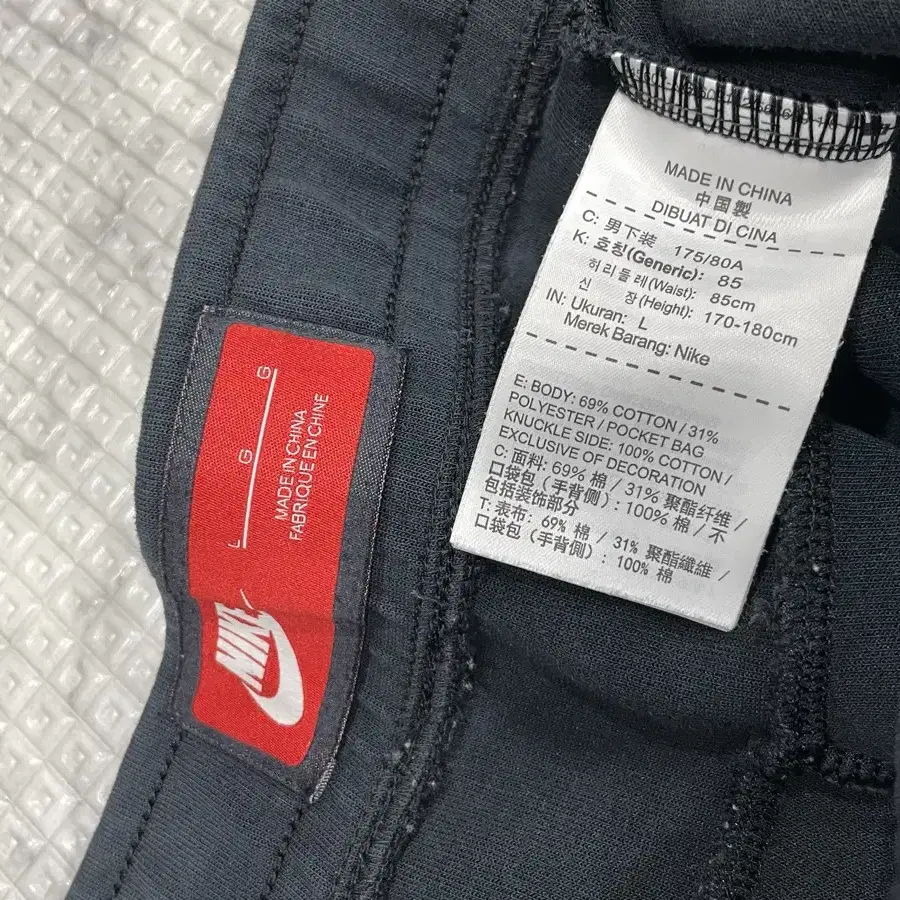 L G G
MADE IN CHINA
FABRIQUE EN CHINE
NIKE
MADE IN CHINA
中国製
DIBUAT DI CINA
C: 男下装 175/80A
K: 호칭(Generic): 85
허리둘레(Waist): 85cm
신 장(Height): 170-180cm
IN: Ukuran: L
Merek Barang: Nike
E: BODY: 69% COTTON / 31%
POLYESTER / POCKET BAG
KNUCKLE SIDE: 100% COTTON /
EXCLUSIVE OF DECORATION
C: 面料: 69% 棉 / 31% 聚酯纤维 /
口袋包 (手背侧) : 100% 棉 / 不
包括装饰部分
T: 表布: 69% 棉 / 31% 聚酯纖維 /
口袋包 (手背側) : 100% 棉